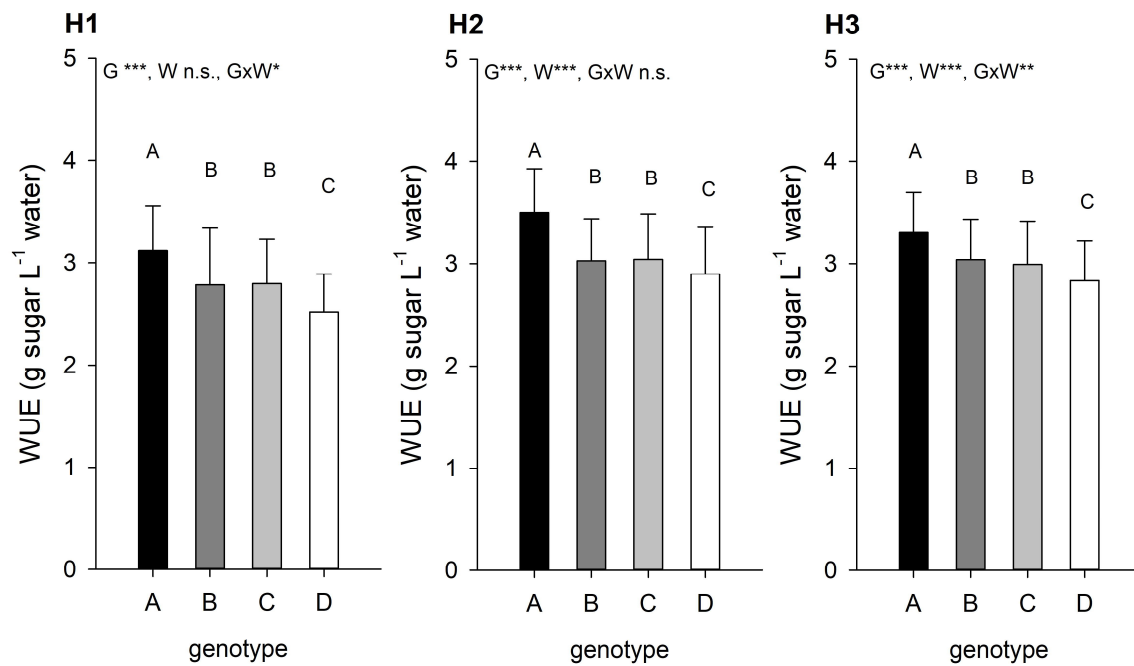 H1
G ***, W n.s., GxW*
5
4
3
2
1
0
WUE (g sugar L⁻¹ water)
A
B
B
C
A B C D
genotype
H2
G***, W***, GxW n.s.
5
4
3
2
1
0
WUE (g sugar L⁻¹ water)
A
B
B
C
A B C D
genotype
H3
G***, W***, GxW**
5
4
3
2
1
0
WUE (g sugar L⁻¹ water)
A
B
B
C
A B C D
genotype